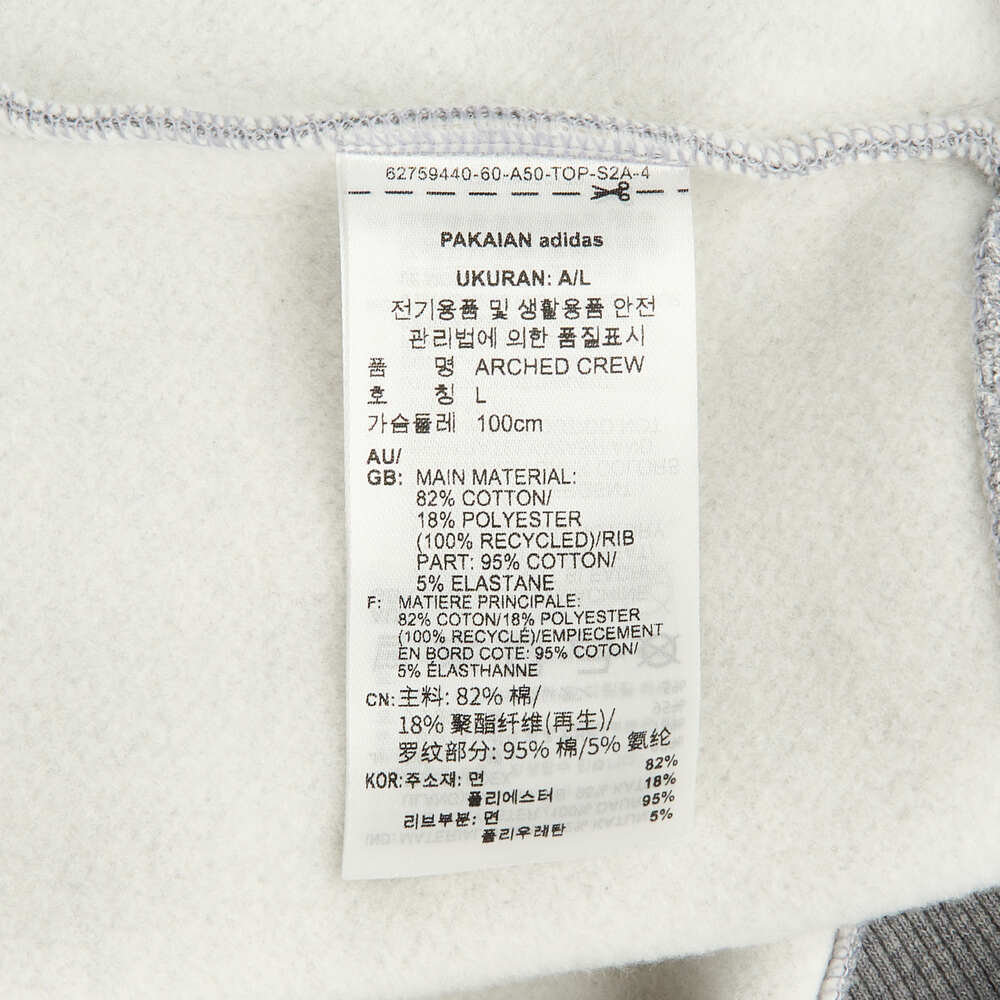 62759440-60-A50-TOP-S2A-4
PAKAIAN adidas
UKURAN: A/L
전기용품 및 생활용품 안전
관리법에 의한 품질표시
품 명 ARCHED CREW
호 칭 L
가슴둘레 100cm
AU/
GB: MAIN MATERIAL:
82% COTTON/
18% POLYESTER
(100% RECYCLED)/RIB
PART: 95% COTTON/
5% ELASTANE
F: MATIERE PRINCIPALE:
82% COTON/18% POLYESTER
(100% RECYCLÉ)/EMPIECEMENT
EN BORD COTE: 95% COTON/
5% ÉLASTHANNE
CN: 主料: 82% 棉/
18% 聚酯纤维(再生)/
罗纹部分: 95% 棉/5% 氨纶
KOR: 주소재: 면 82%
폴리에스터 18%
리브부분: 면 95%
폴리우레탄 5%